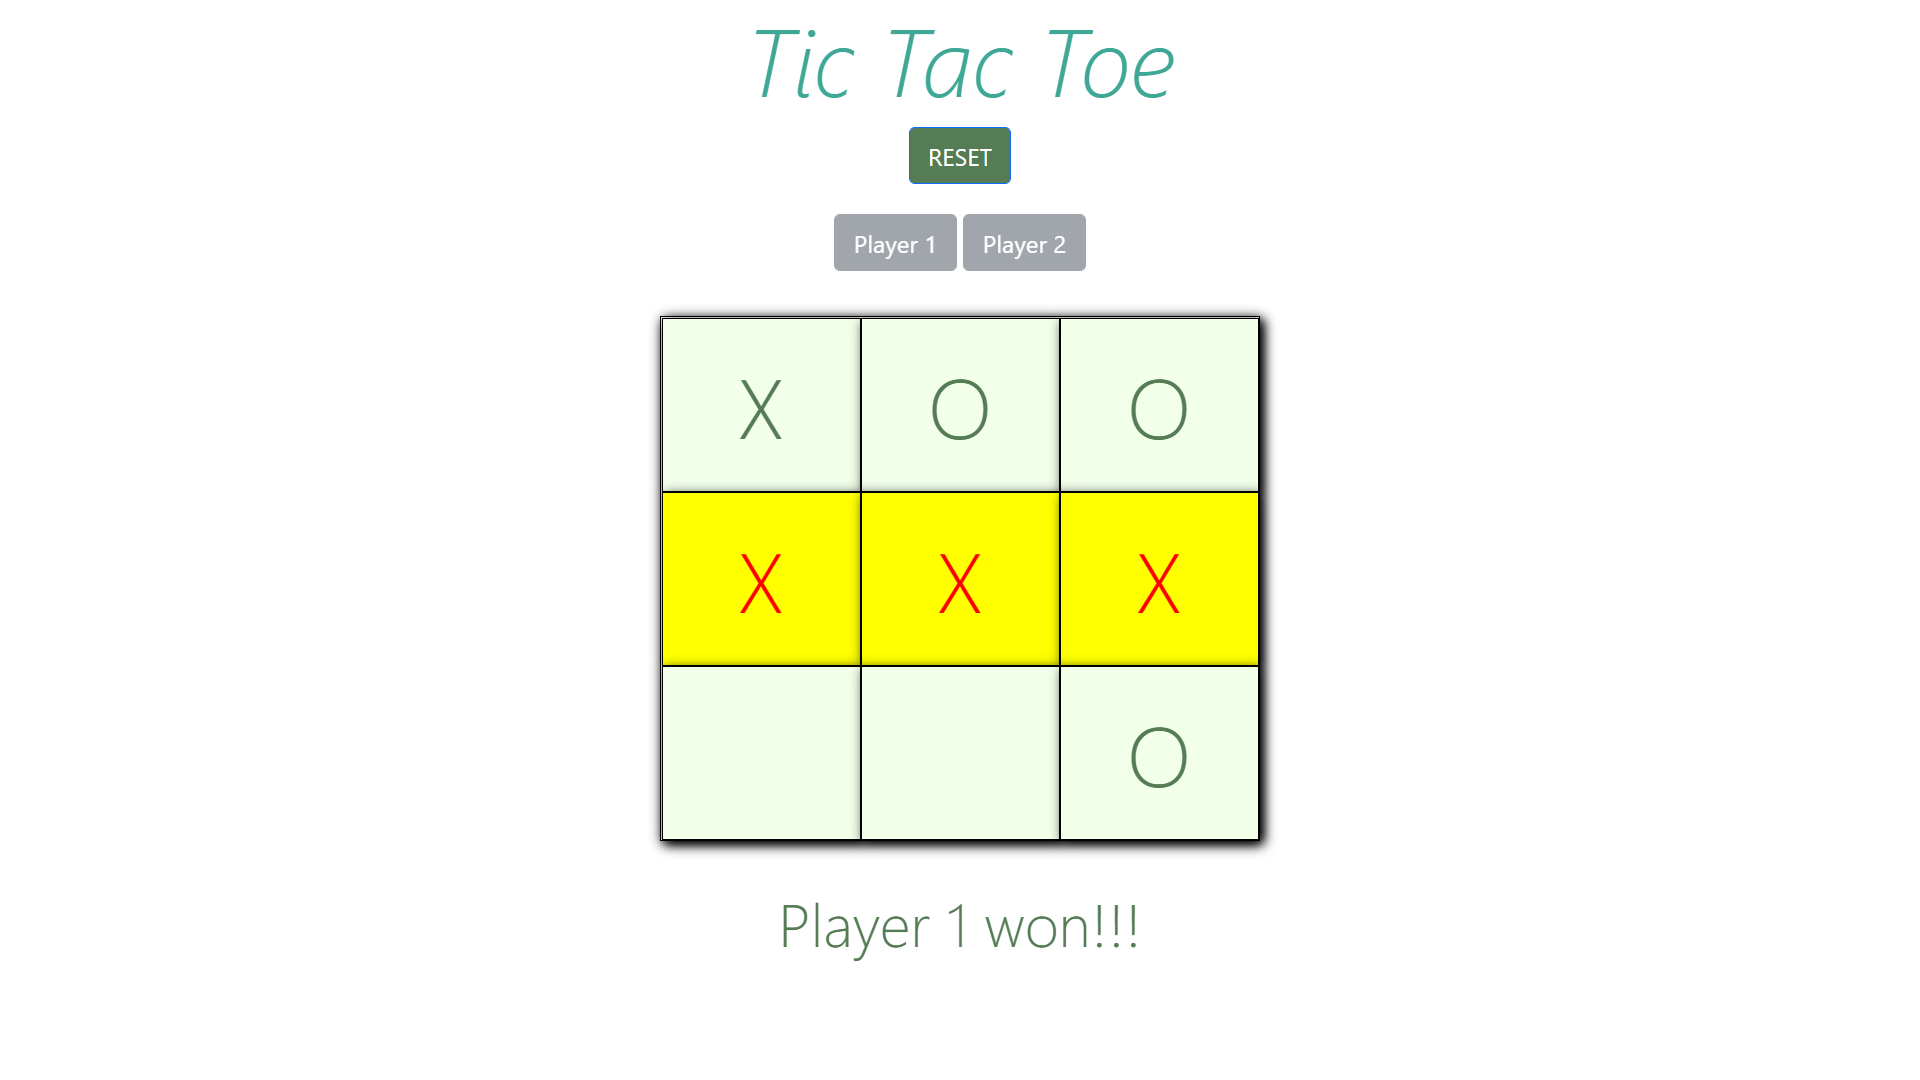 Tic Tac Toe
RESET
Player 1 Player 2
X O O
X X X
O
Player 1 won!!!